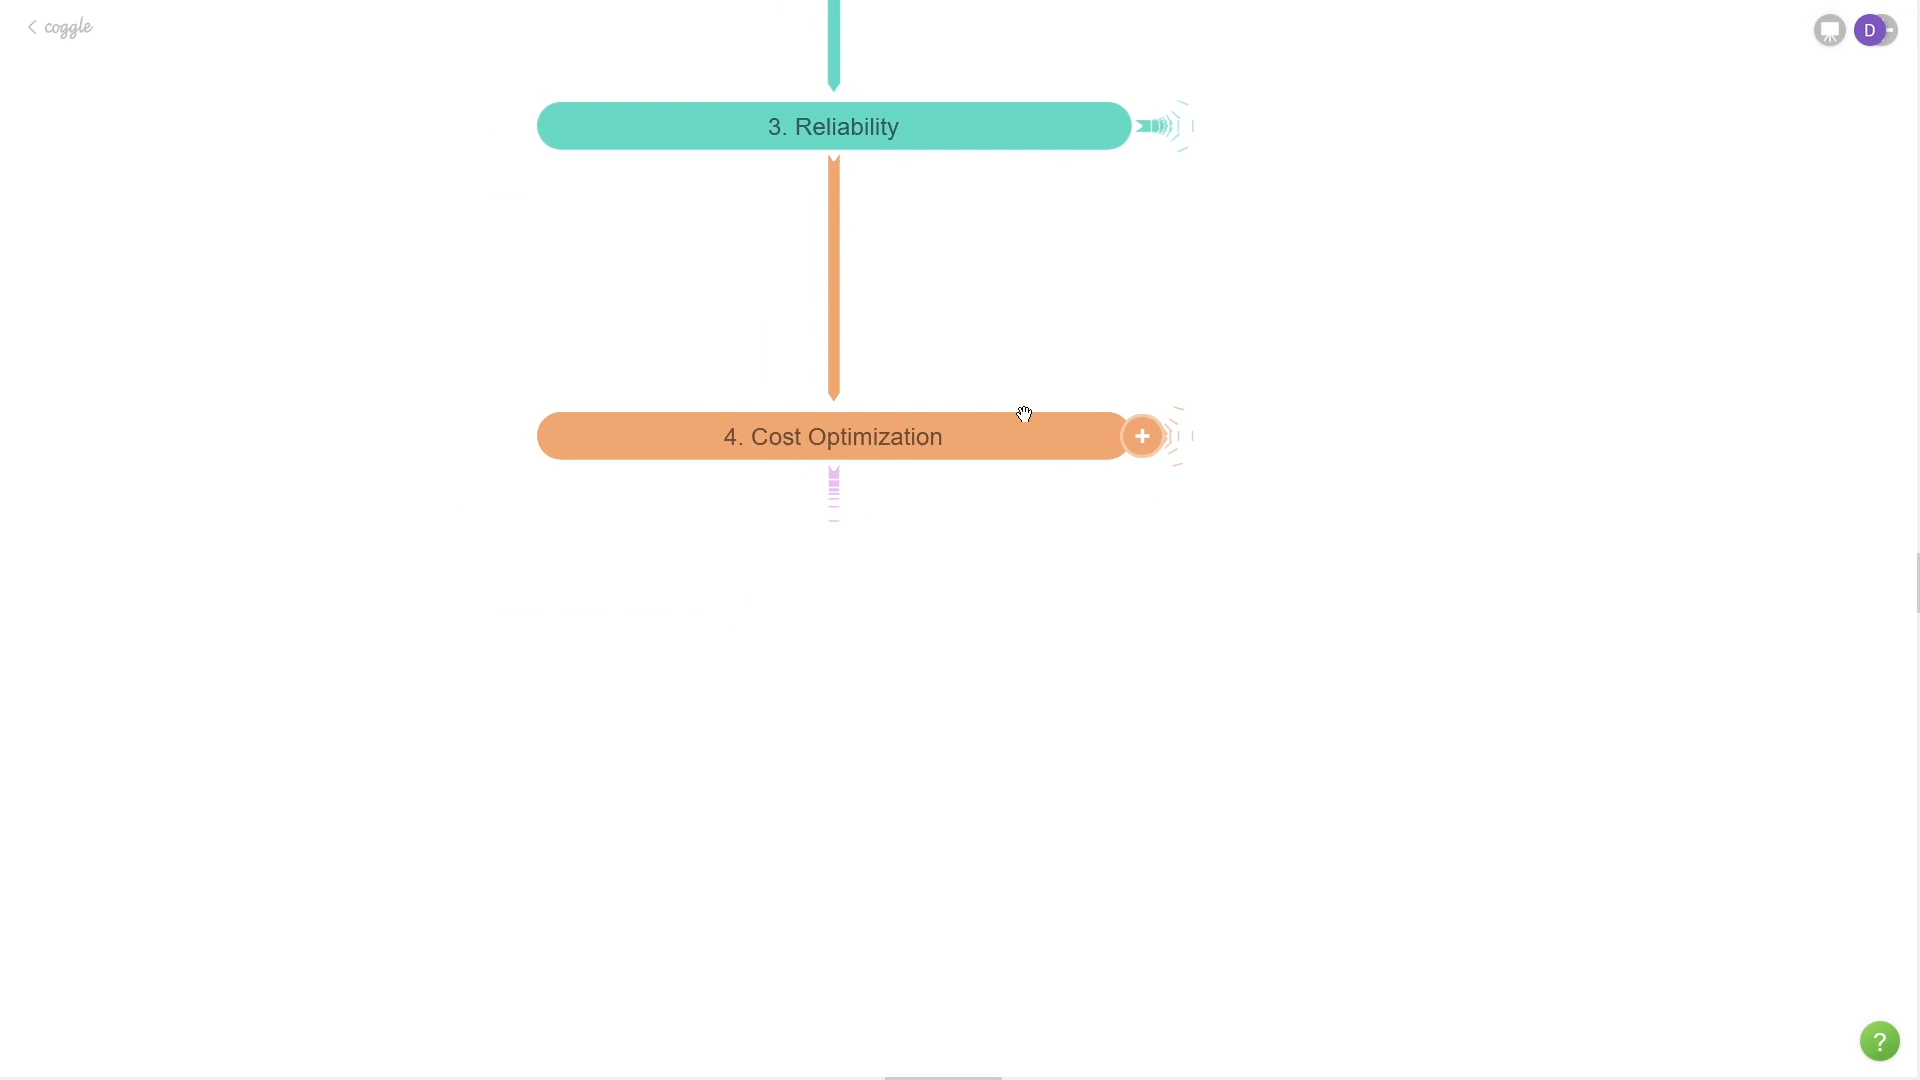 coggle
D
3. Reliability
4. Cost Optimization
+
?